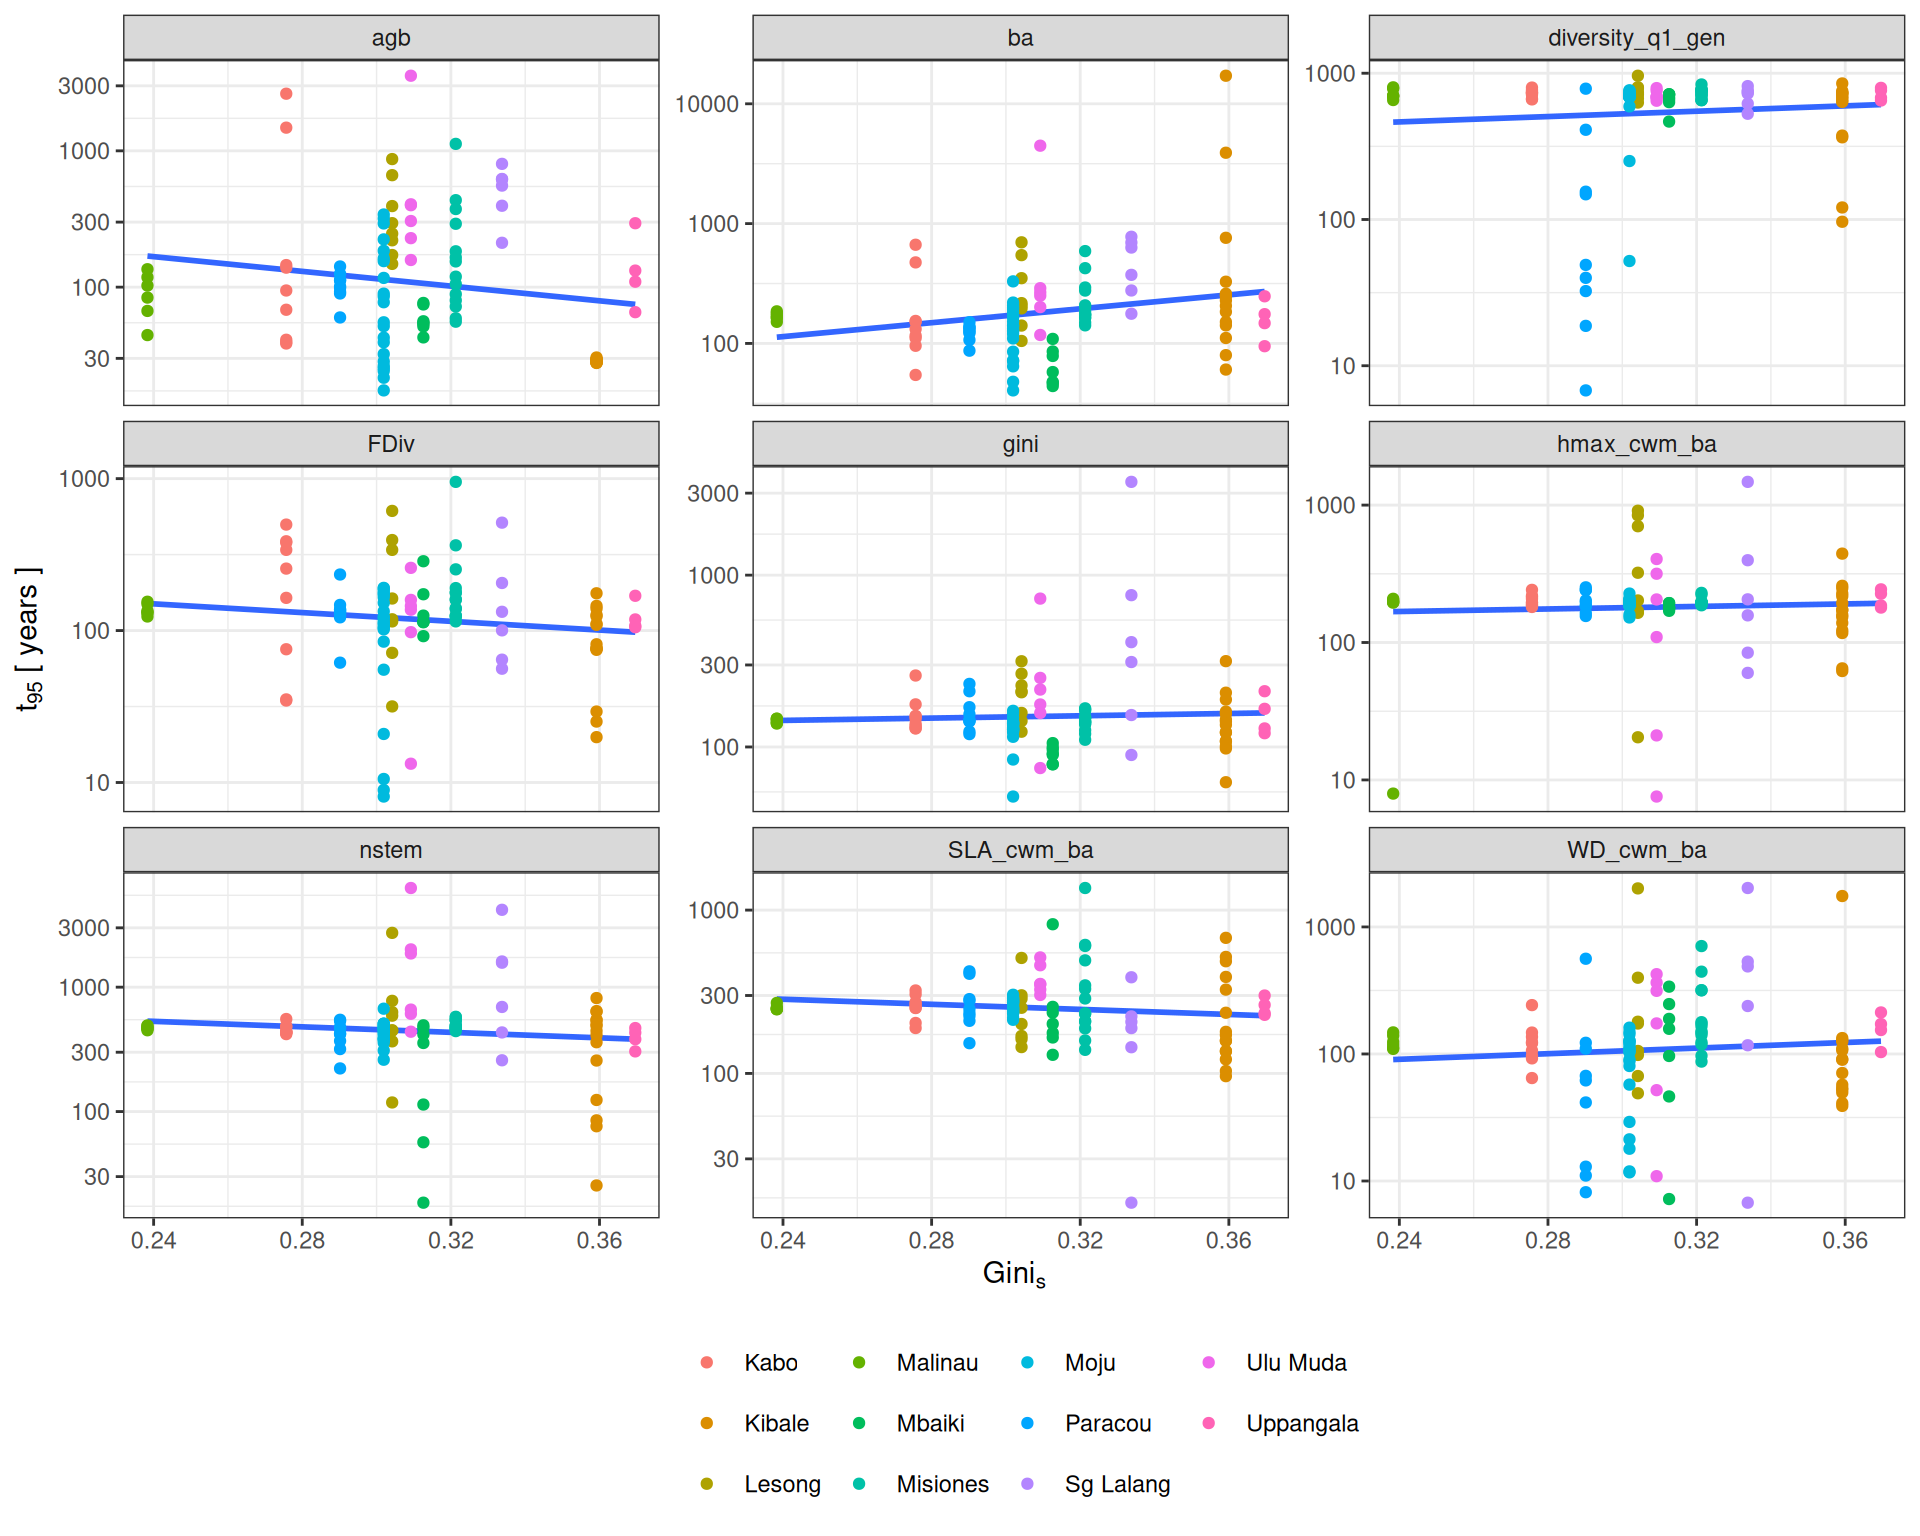 agb ba diversity_q1_gen
3000 1000 300 100 30
10000 1000 100
1000 100 10
FDiv gini hmax_cwm_ba
1000 100 10
3000 1000 300 100
1000 100 10
t95 [ years ]
nstem SLA_cwm_ba WD_cwm_ba
3000 1000 300 100 30
1000 300 100 30
1000 100 10
0.24 0.28 0.32 0.36 0.24 0.28 0.32 0.36 0.24 0.28 0.32 0.36
Ginis
Kabo Malinau Moju Ulu Muda
Kibale Mbaiki Paracou Uppangala
Lesong Misiones Sg Lalang